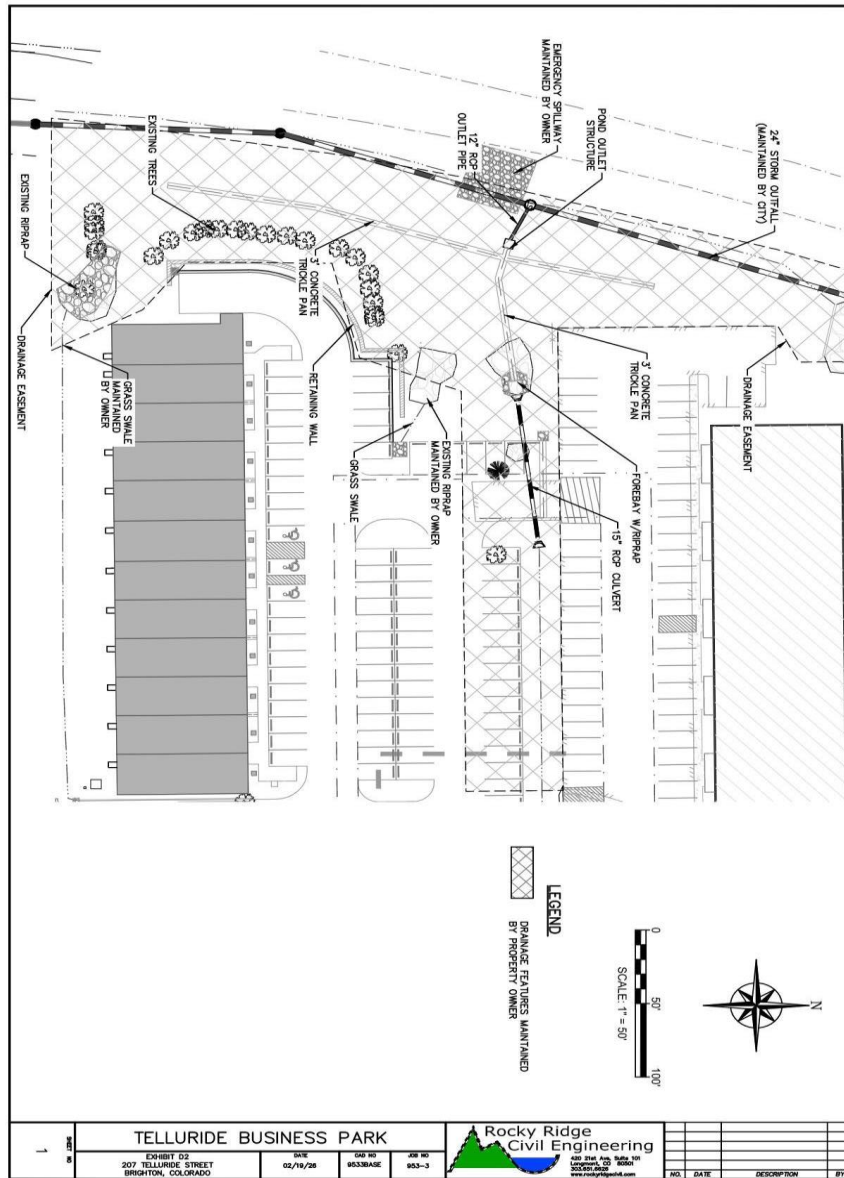 24" STORM OUTFALL
(MAINTAINED BY CITY)
POND OUTLET
STRUCTURE
EMERGENCY SPILLWAY
MAINTAINED BY OWNER
12" RCP
OUTLET PIPE
EXISTING TREES
EXISTING RIPRAP
DRAINAGE EASEMENT
GRASS SWALE
MAINTAINED
BY OWNER
3' CONCRETE
TRICKLE PAN
RETAINING WALL
GRASS SWALE
EXISTING RIPRAP
MAINTAINED BY OWNER
15" RCP CULVERT
FOREBAY W/RIPRAP
3' CONCRETE
TRICKLE PAN
DRAINAGE EASEMENT
LEGEND
DRAINAGE FEATURES MAINTAINED
BY PROPERTY OWNER
0
50'
100'
SCALE: 1" = 50'
N
SHEET NO
1
TELLURIDE BUSINESS PARK
EXHIBIT D2
207 TELLURIDE STREET
BRIGHTON, COLORADO
DATE
02/19/26
CAD NO
9533BASE
JOB NO
953-3
Rocky Ridge
Civil Engineering
420 21st Ave, Suite 101
Longmont, CO 80501
303.651.6626
www.rockyridgecivil.com
NO.
DATE
DESCRIPTION
BY